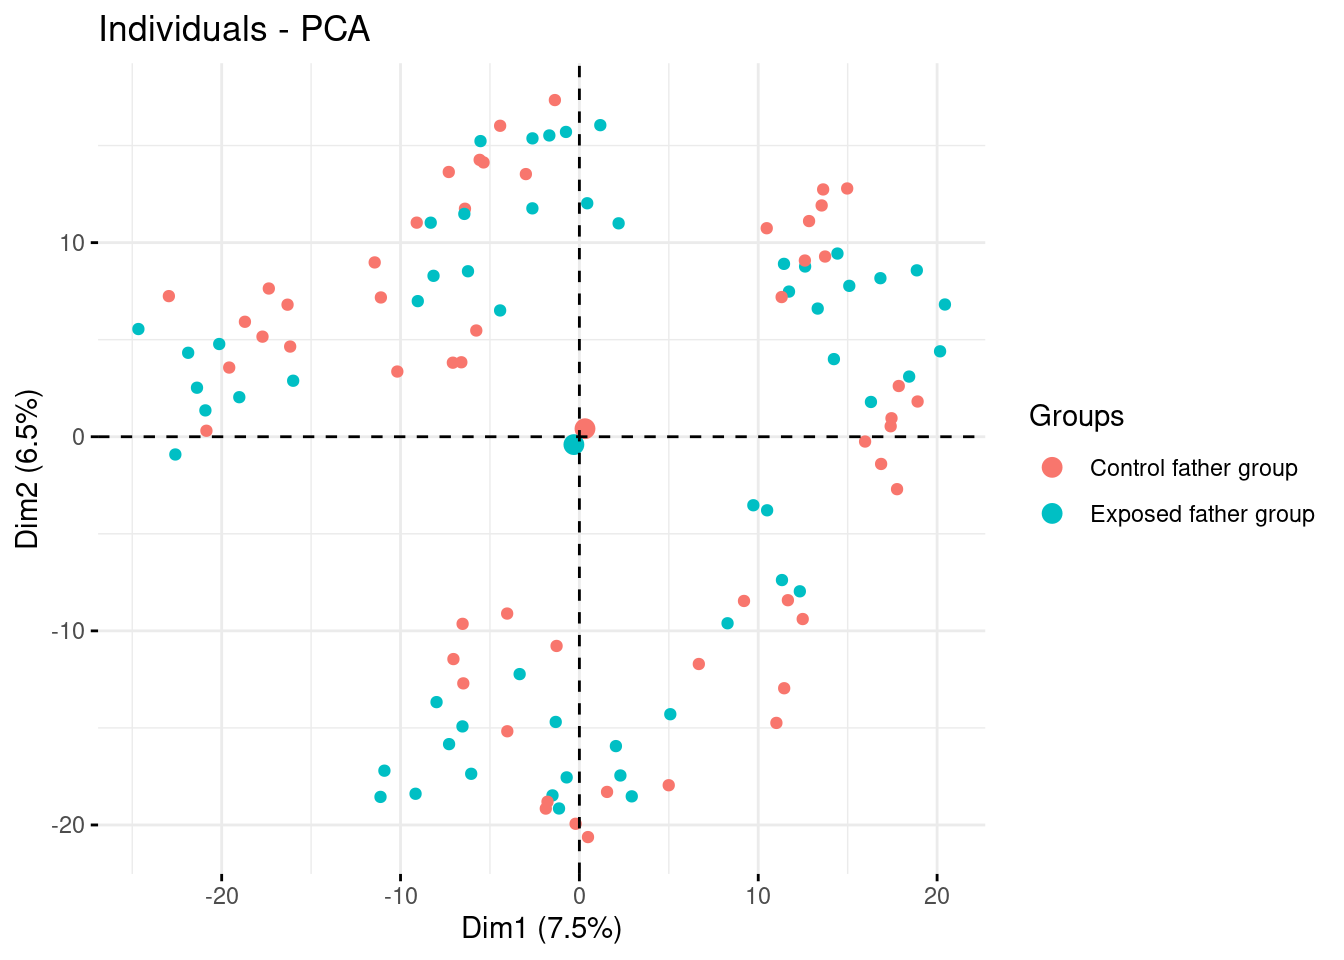 Individuals - PCA
10
0
-10
-20
Dim2 (6.5%)
-20
-10
0
10
20
Dim1 (7.5%)
Groups
Control father group
Exposed father group